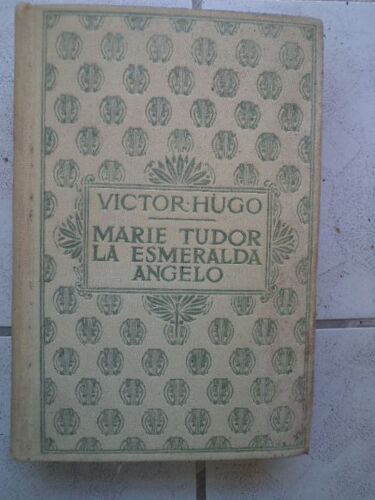 VICTOR·HUGO
MARIE TUDOR
LA ESMERALDA
ANGELO